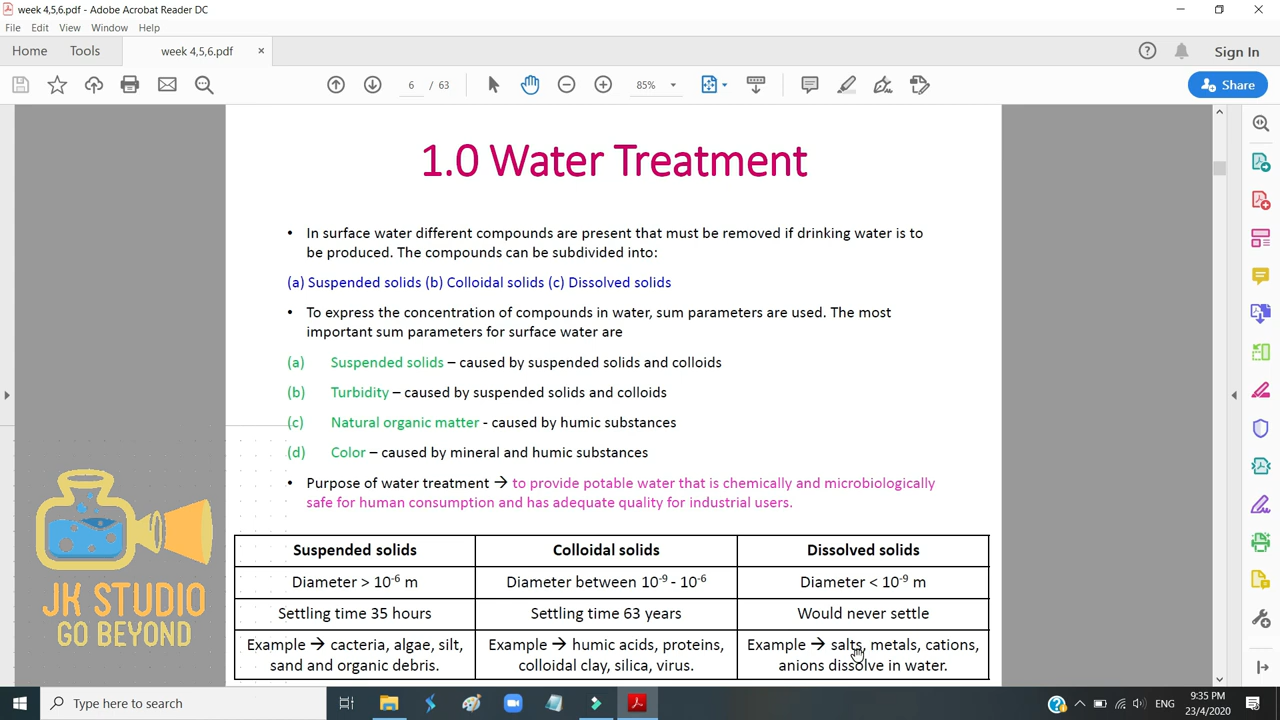 week 4,5,6.pdf - Adobe Acrobat Reader DC
File Edit View Window Help
Home Tools week 4,5,6.pdf × Sign In
6 / 63 85% Share
1.0 Water Treatment
• In surface water different compounds are present that must be removed if drinking water is to
be produced. The compounds can be subdivided into:
(a) Suspended solids (b) Colloidal solids (c) Dissolved solids
• To express the concentration of compounds in water, sum parameters are used. The most
important sum parameters for surface water are
(a) Suspended solids – caused by suspended solids and colloids
(b) Turbidity – caused by suspended solids and colloids
(c) Natural organic matter - caused by humic substances
(d) Color – caused by mineral and humic substances
• Purpose of water treatment → to provide potable water that is chemically and microbiologically
safe for human consumption and has adequate quality for industrial users.
Suspended solids Colloidal solids Dissolved solids
Diameter > 10⁻⁶ m Diameter between 10⁻⁹ - 10⁻⁶ Diameter < 10⁻⁹ m
Settling time 35 hours Settling time 63 years Would never settle
Example → cacteria, algae, silt, Example → humic acids, proteins, Example → salts, metals, cations,
sand and organic debris. colloidal clay, silica, virus. anions dissolve in water.
JK STUDIO
GO BEYOND
Type here to search
ENG
9:35 PM
23/4/2020